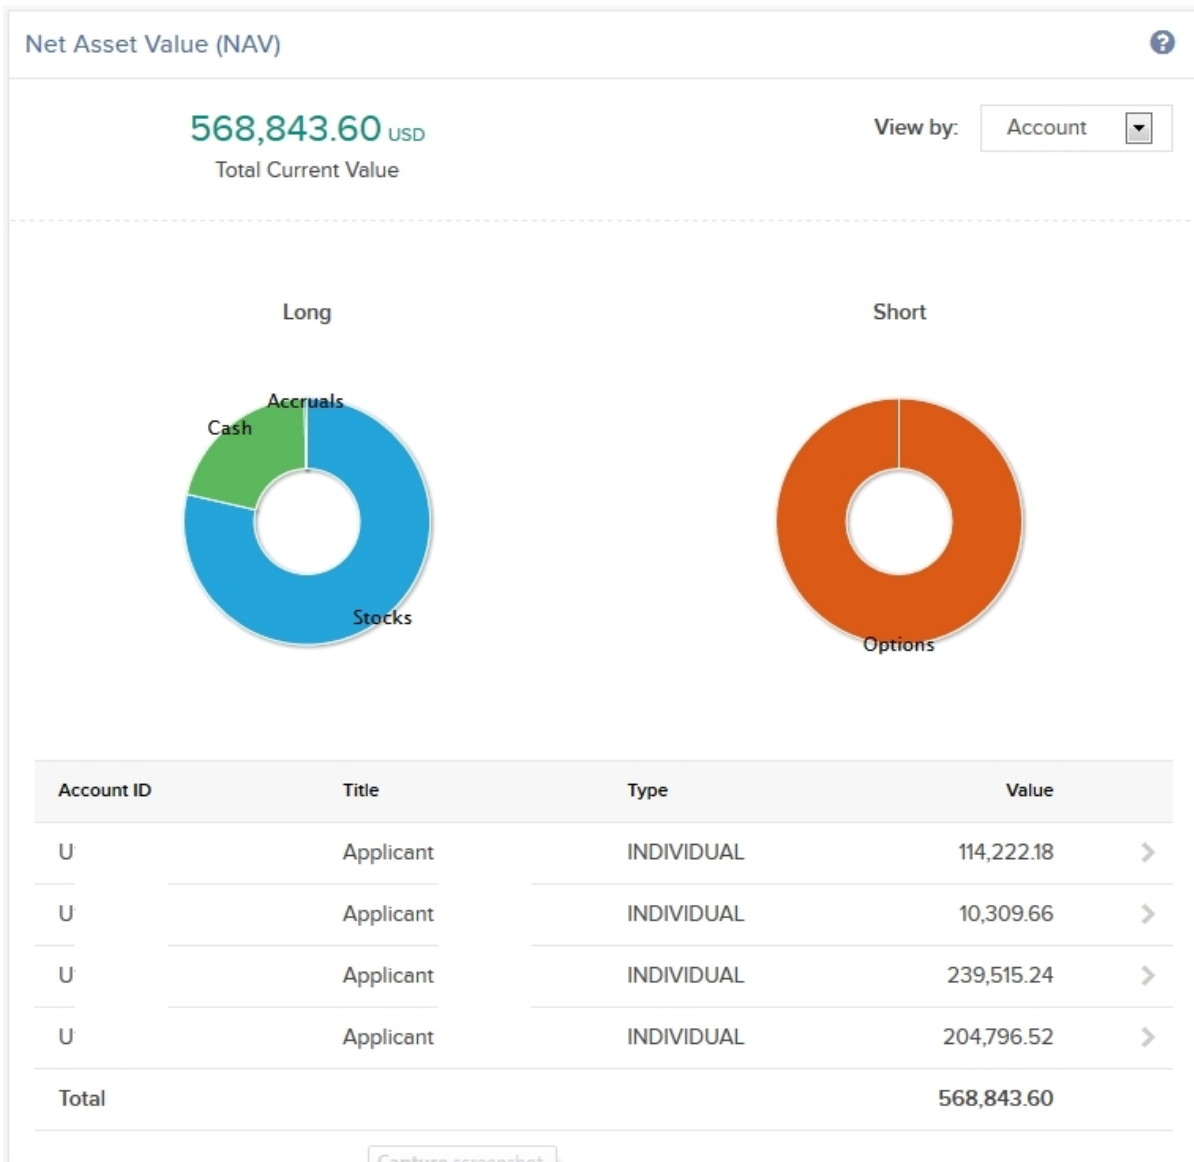 Net Asset Value (NAV)
?
568,843.60 USD
Total Current Value
View by: Account
Long
Short
Accruals
Cash
Stocks
Options
Account ID Title Type Value
Applicant INDIVIDUAL 114,222.18
Applicant INDIVIDUAL 10,309.66
Applicant INDIVIDUAL 239,515.24
Applicant INDIVIDUAL 204,796.52
Total 568,843.60
Capture screenshot